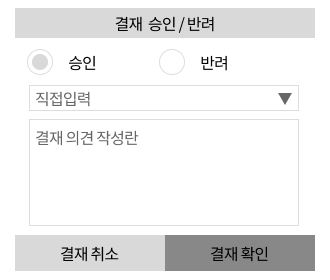 결재 승인 / 반려
승인 반려
직접입력
결재 의견 작성란
결재 취소 결재 확인